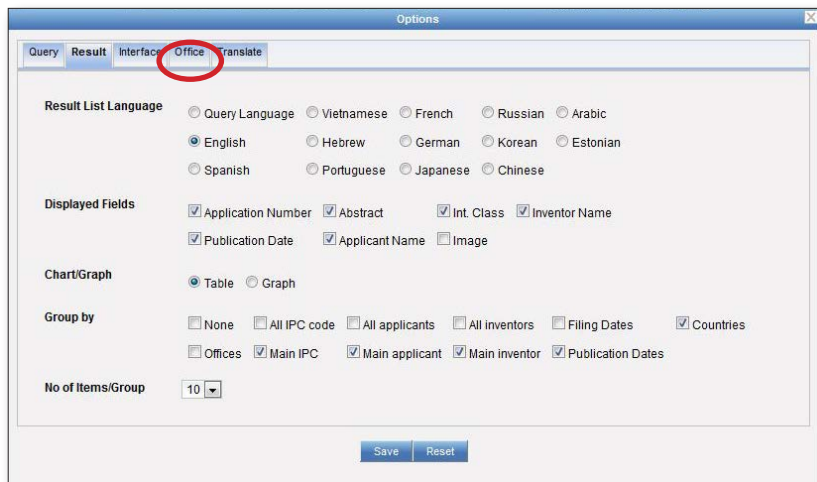 Options
Query Result Interface Office Translate
Result List Language
Query Language Vietnamese French Russian Arabic
English Hebrew German Korean Estonian
Spanish Portuguese Japanese Chinese
Displayed Fields
Application Number Abstract Int. Class Inventor Name
Publication Date Applicant Name Image
Chart/Graph
Table Graph
Group by
None All IPC code All applicants All inventors Filing Dates Countries
Offices Main IPC Main applicant Main inventor Publication Dates
No of Items/Group 10
Save Reset